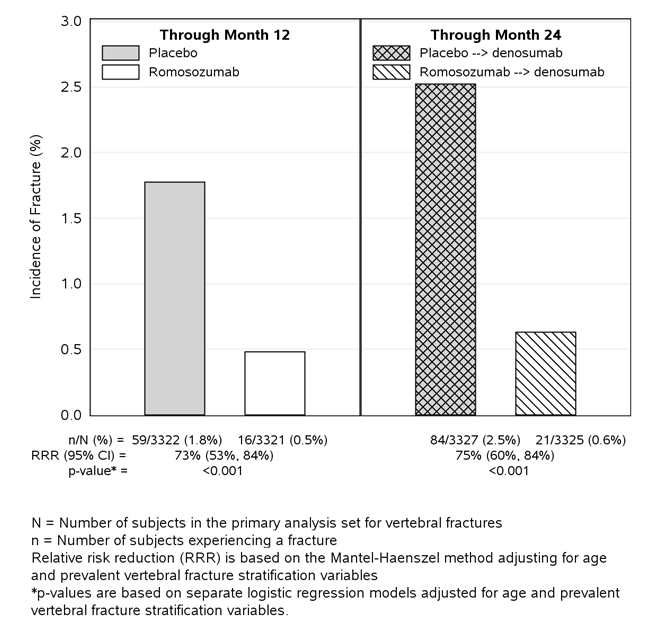 Through Month 12
Placebo
Romosozumab
Through Month 24
Placebo --> denosumab
Romosozumab --> denosumab
Incidence of Fracture (%)
3.0
2.5
2.0
1.5
1.0
0.5
0.0
n/N (%) = 59/3322 (1.8%) 16/3321 (0.5%) 84/3327 (2.5%) 21/3325 (0.6%)
RRR (95% CI) = 73% (53%, 84%) 75% (60%, 84%)
p-value* = <0.001 <0.001
N = Number of subjects in the primary analysis set for vertebral fractures
n = Number of subjects experiencing a fracture
Relative risk reduction (RRR) is based on the Mantel-Haenszel method adjusting for age
and prevalent vertebral fracture stratification variables
*p-values are based on separate logistic regression models adjusted for age and prevalent
vertebral fracture stratification variables.